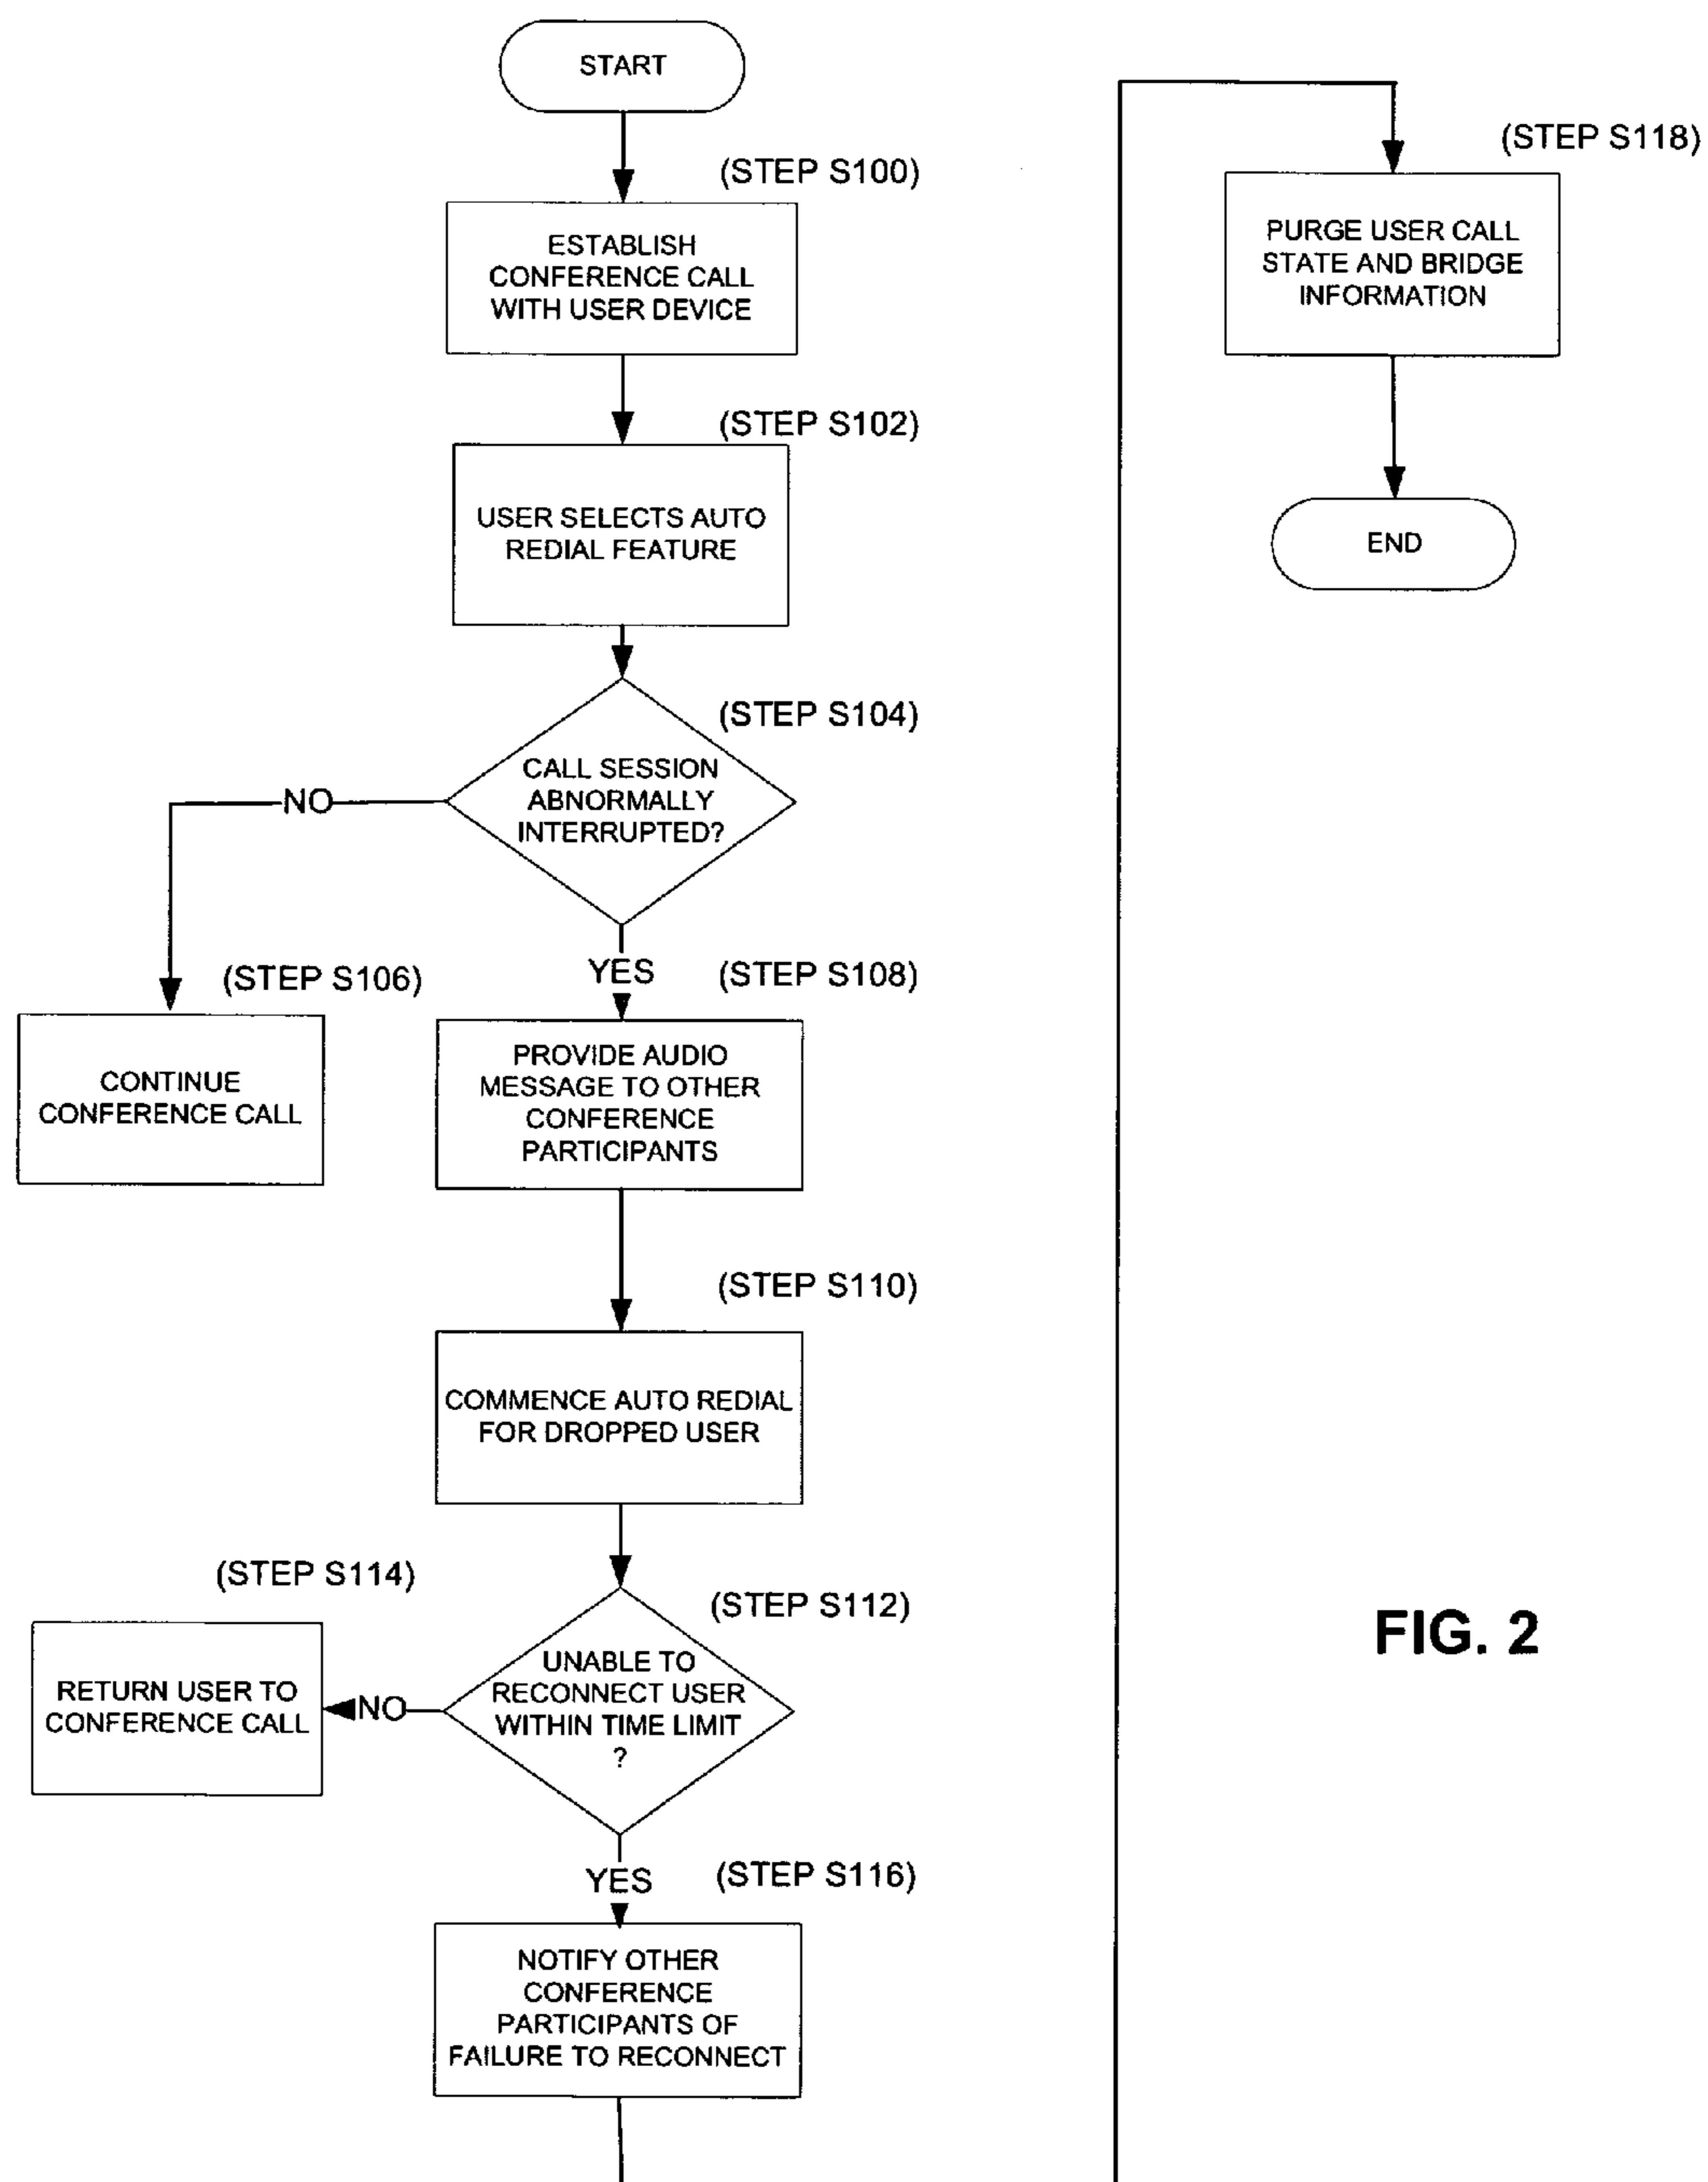 START
(STEP S100)
ESTABLISH
CONFERENCE CALL
WITH USER DEVICE
(STEP S102)
USER SELECTS AUTO
REDIAL FEATURE
(STEP S104)
CALL SESSION
ABNORMALLY
INTERRUPTED?
NO
(STEP S106)
CONTINUE
CONFERENCE CALL
YES
(STEP S108)
PROVIDE AUDIO
MESSAGE TO OTHER
CONFERENCE
PARTICIPANTS
(STEP S110)
COMMENCE AUTO REDIAL
FOR DROPPED USER
(STEP S112)
UNABLE TO
RECONNECT USER
WITHIN TIME LIMIT
?
NO
(STEP S114)
RETURN USER TO
CONFERENCE CALL
YES
(STEP S116)
NOTIFY OTHER
CONFERENCE
PARTICIPANTS OF
FAILURE TO RECONNECT
(STEP S118)
PURGE USER CALL
STATE AND BRIDGE
INFORMATION
END
FIG. 2